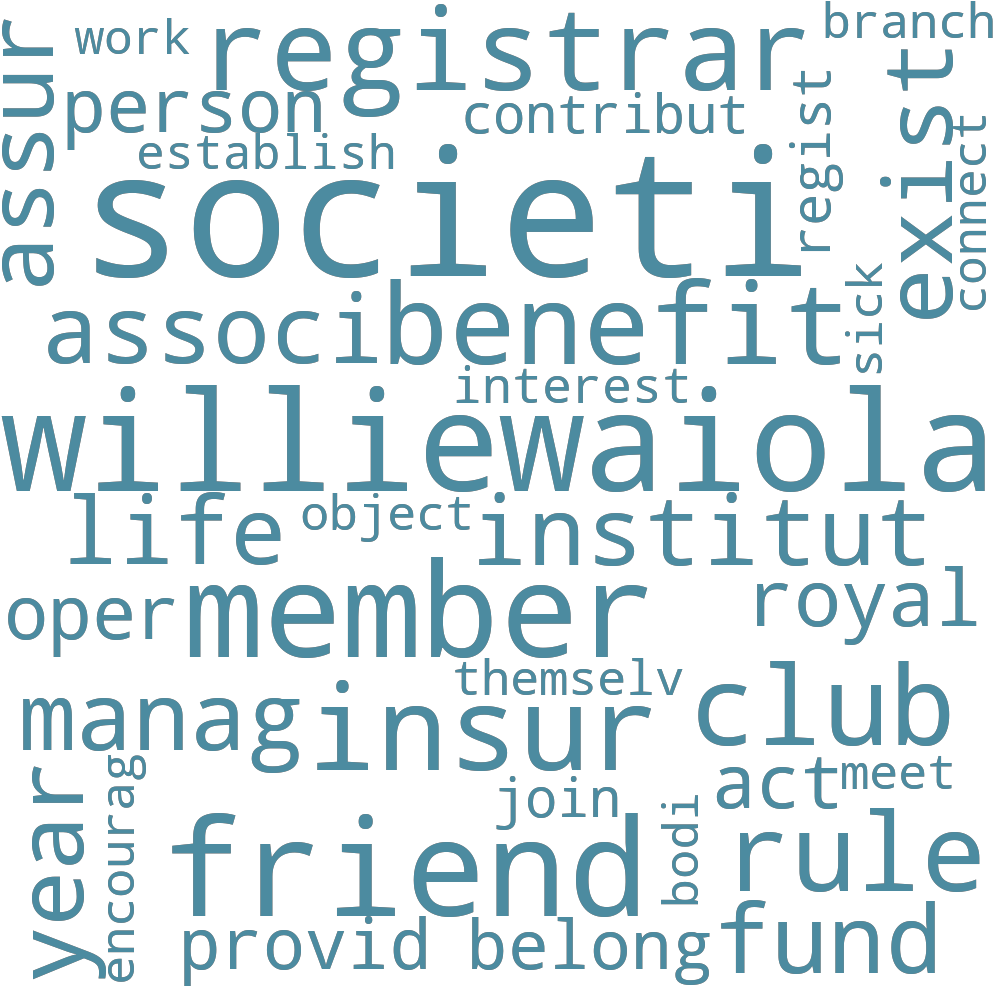 work
registrar
branch
assur
person
contribut
regist
exist
establish
connect
societi
sick
associ
benefit
interest
williewaiola
life
object
institut
oper
member
royal
themselv
manag
insur
club
encourag
year
join
act
meet
bodi
friend
rule
provid
belong
fund